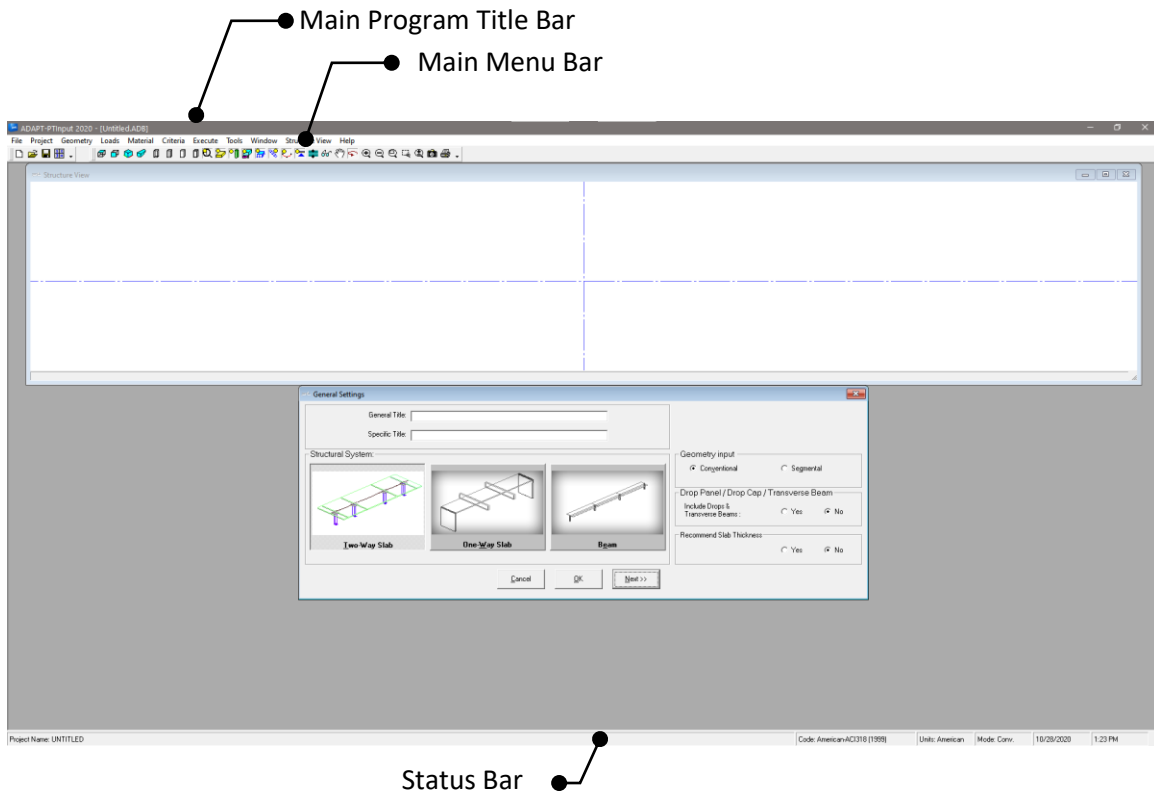 Main Program Title Bar
Main Menu Bar
ADAPT-PTInput 2020 - [Untitled.ADB]
File Project Geometry Loads Material Criteria Execute Tools Window Stru View Help
Structure View
General Settings
General Title:
Specific Title:
Structural System:
Two-Way Slab One-Way Slab Beam
Geometry input
Conventional Segmental
Drop Panel / Drop Cap / Transverse Beam
Include Drops &
Transverse Beams : Yes No
Recommend Slab Thickness
Yes No
Cancel OK Next >>
Project Name: UNTITLED Code: American-ACI318 (1999) Units: American Mode: Conv. 10/28/2020 1:23 PM
Status Bar